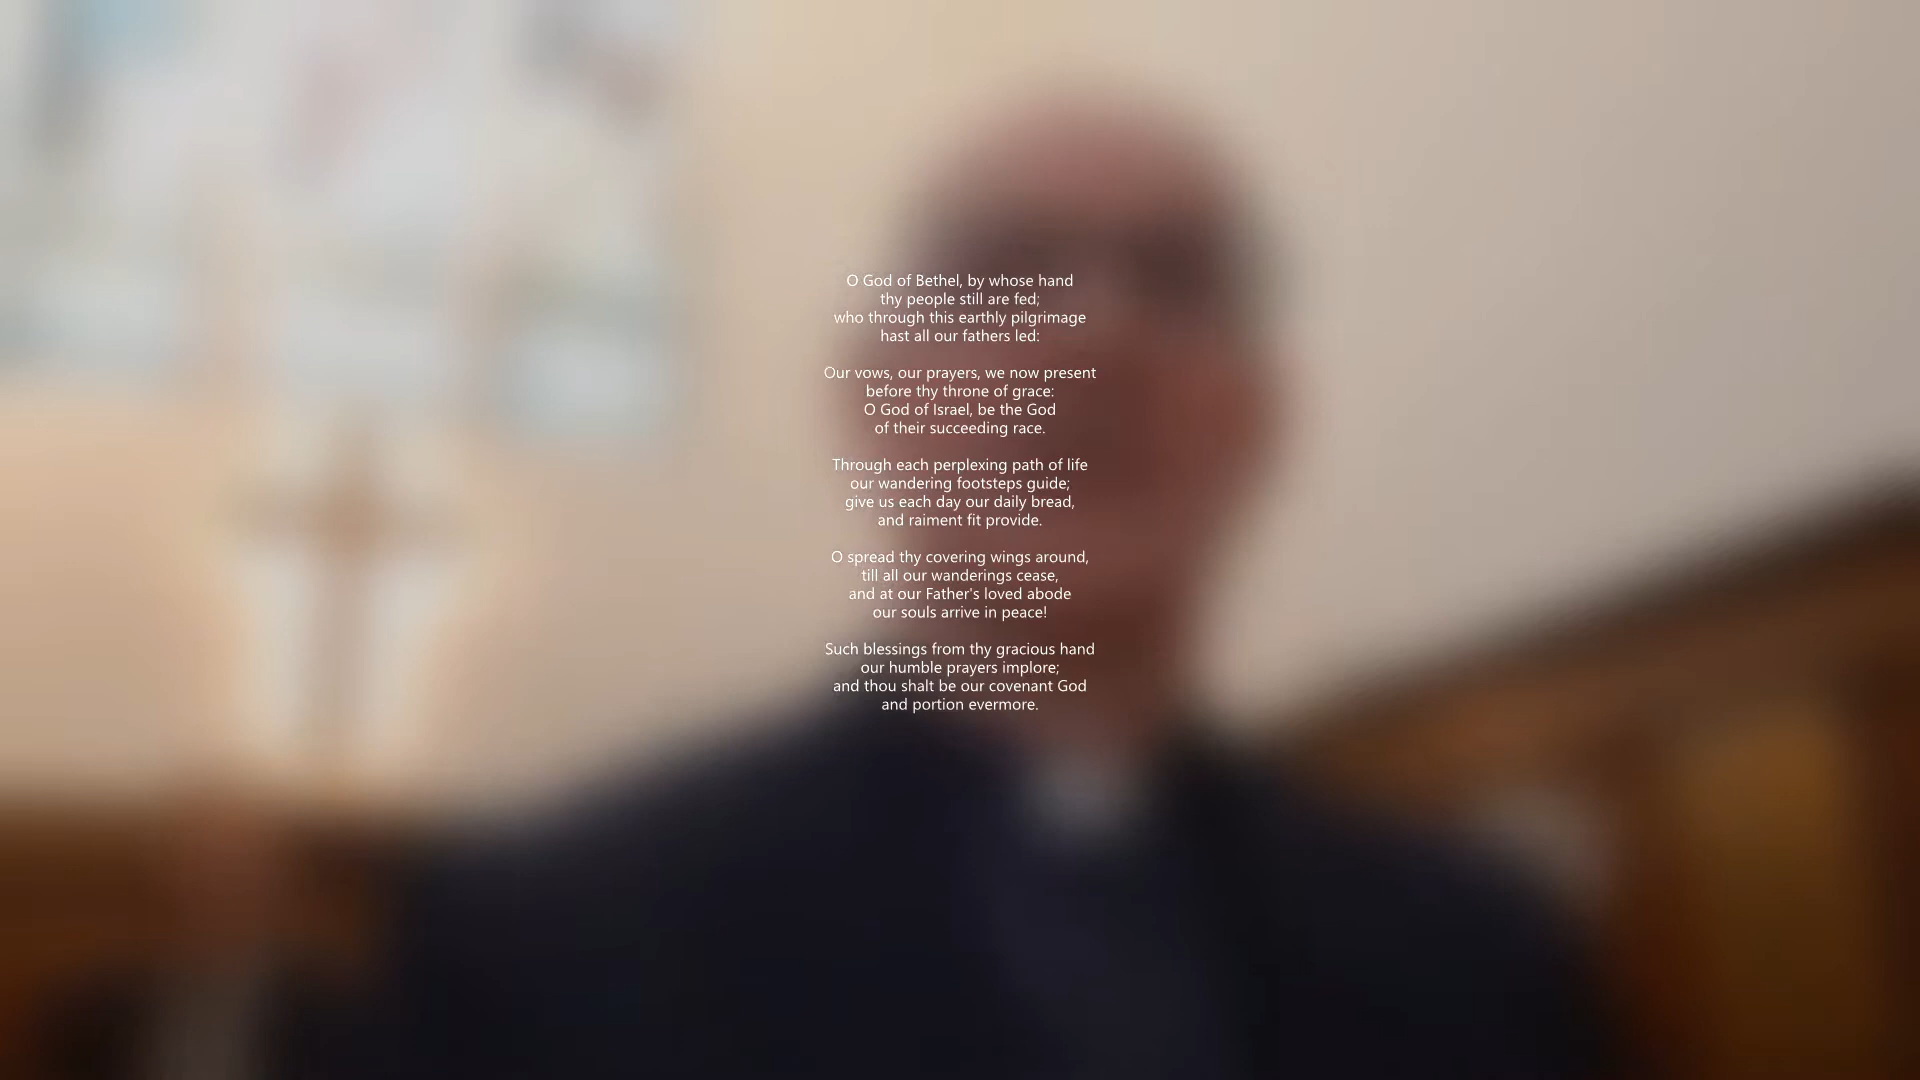 O God of Bethel, by whose hand
thy people still are fed;
who through this earthly pilgrimage
hast all our fathers led:
Our vows, our prayers, we now present
before thy throne of grace:
O God of Israel, be the God
of their succeeding race.
Through each perplexing path of life
our wandering footsteps guide;
give us each day our daily bread,
and raiment fit provide.
O spread thy covering wings around,
till all our wanderings cease,
and at our Father's loved abode
our souls arrive in peace!
Such blessings from thy gracious hand
our humble prayers implore;
and thou shalt be our covenant God
and portion evermore.